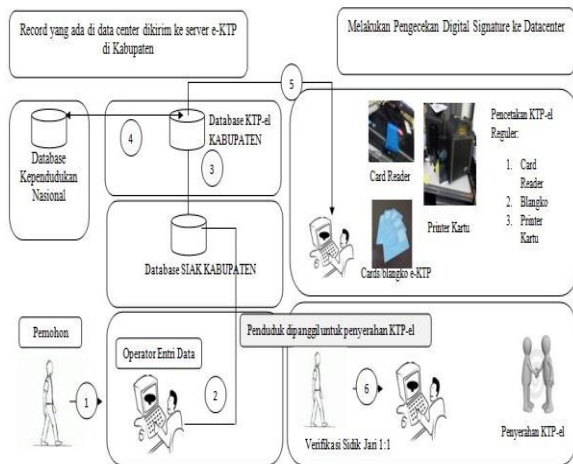 Record yang ada di data center dikirim ke server e-KTP
di Kabupaten
Melakukan Pengecekan Digital Signature ke Datacenter
5
Database
Kependudukan
Nasional
4
Database KTP-el
KABUPATEN
3
Database SIAK KABUPATEN
Card Reader
Printer Kartu
Cards/blangko e-KTP
Pencetakan KTP-el
Reguler:
1. Card
Reader
2. Blangko
3. Printer
Kartu
Pemohon
1
Operator Entri Data
2
Penduduk dipanggil untuk penyerahan KTP-el
6
Verifikasi Sidik Jari 1:1
Penyerahan KTP-el